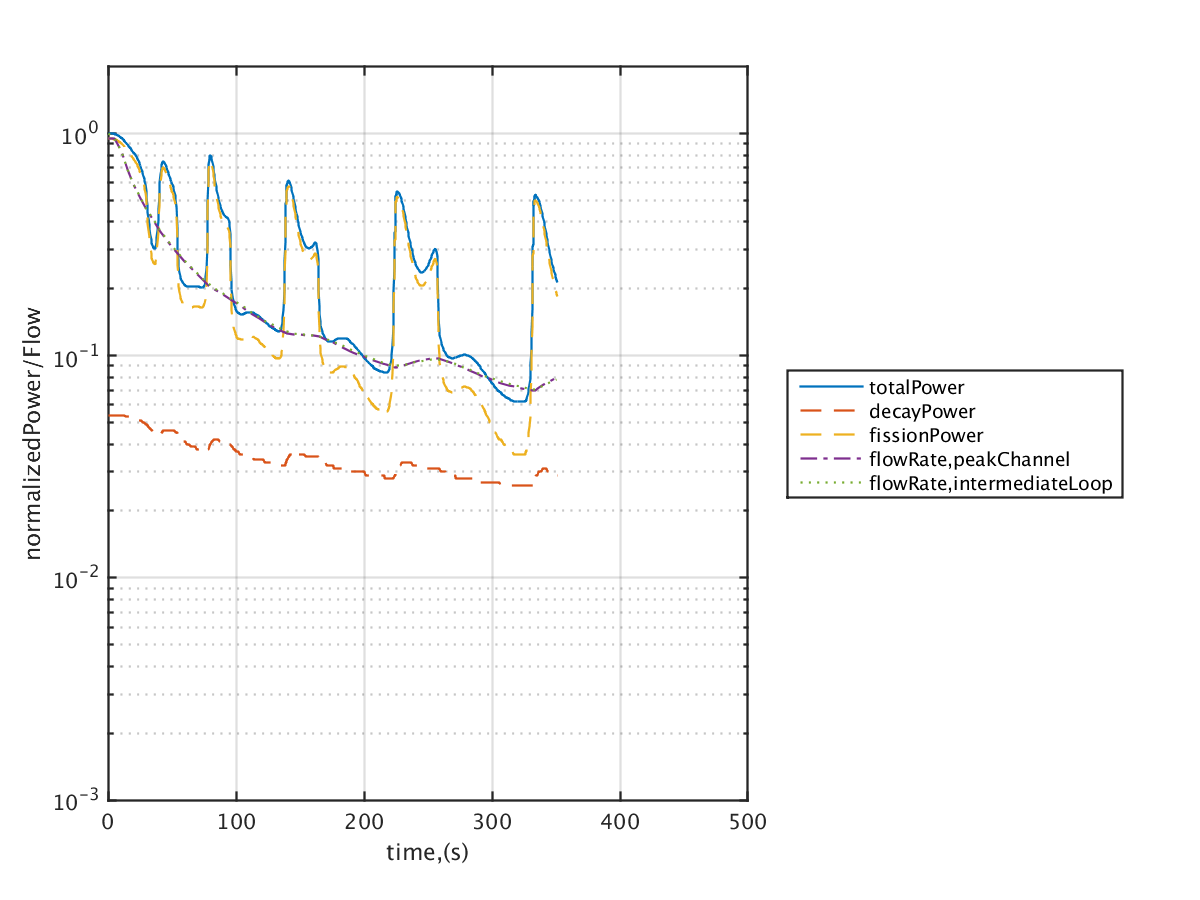 10^0
10^-1
10^-2
10^-3
normalizedPower/Flow
0 100 200 300 400 500
time,(s)
totalPower
decayPower
fissionPower
flowRate,peakChannel
flowRate,intermediateLoop